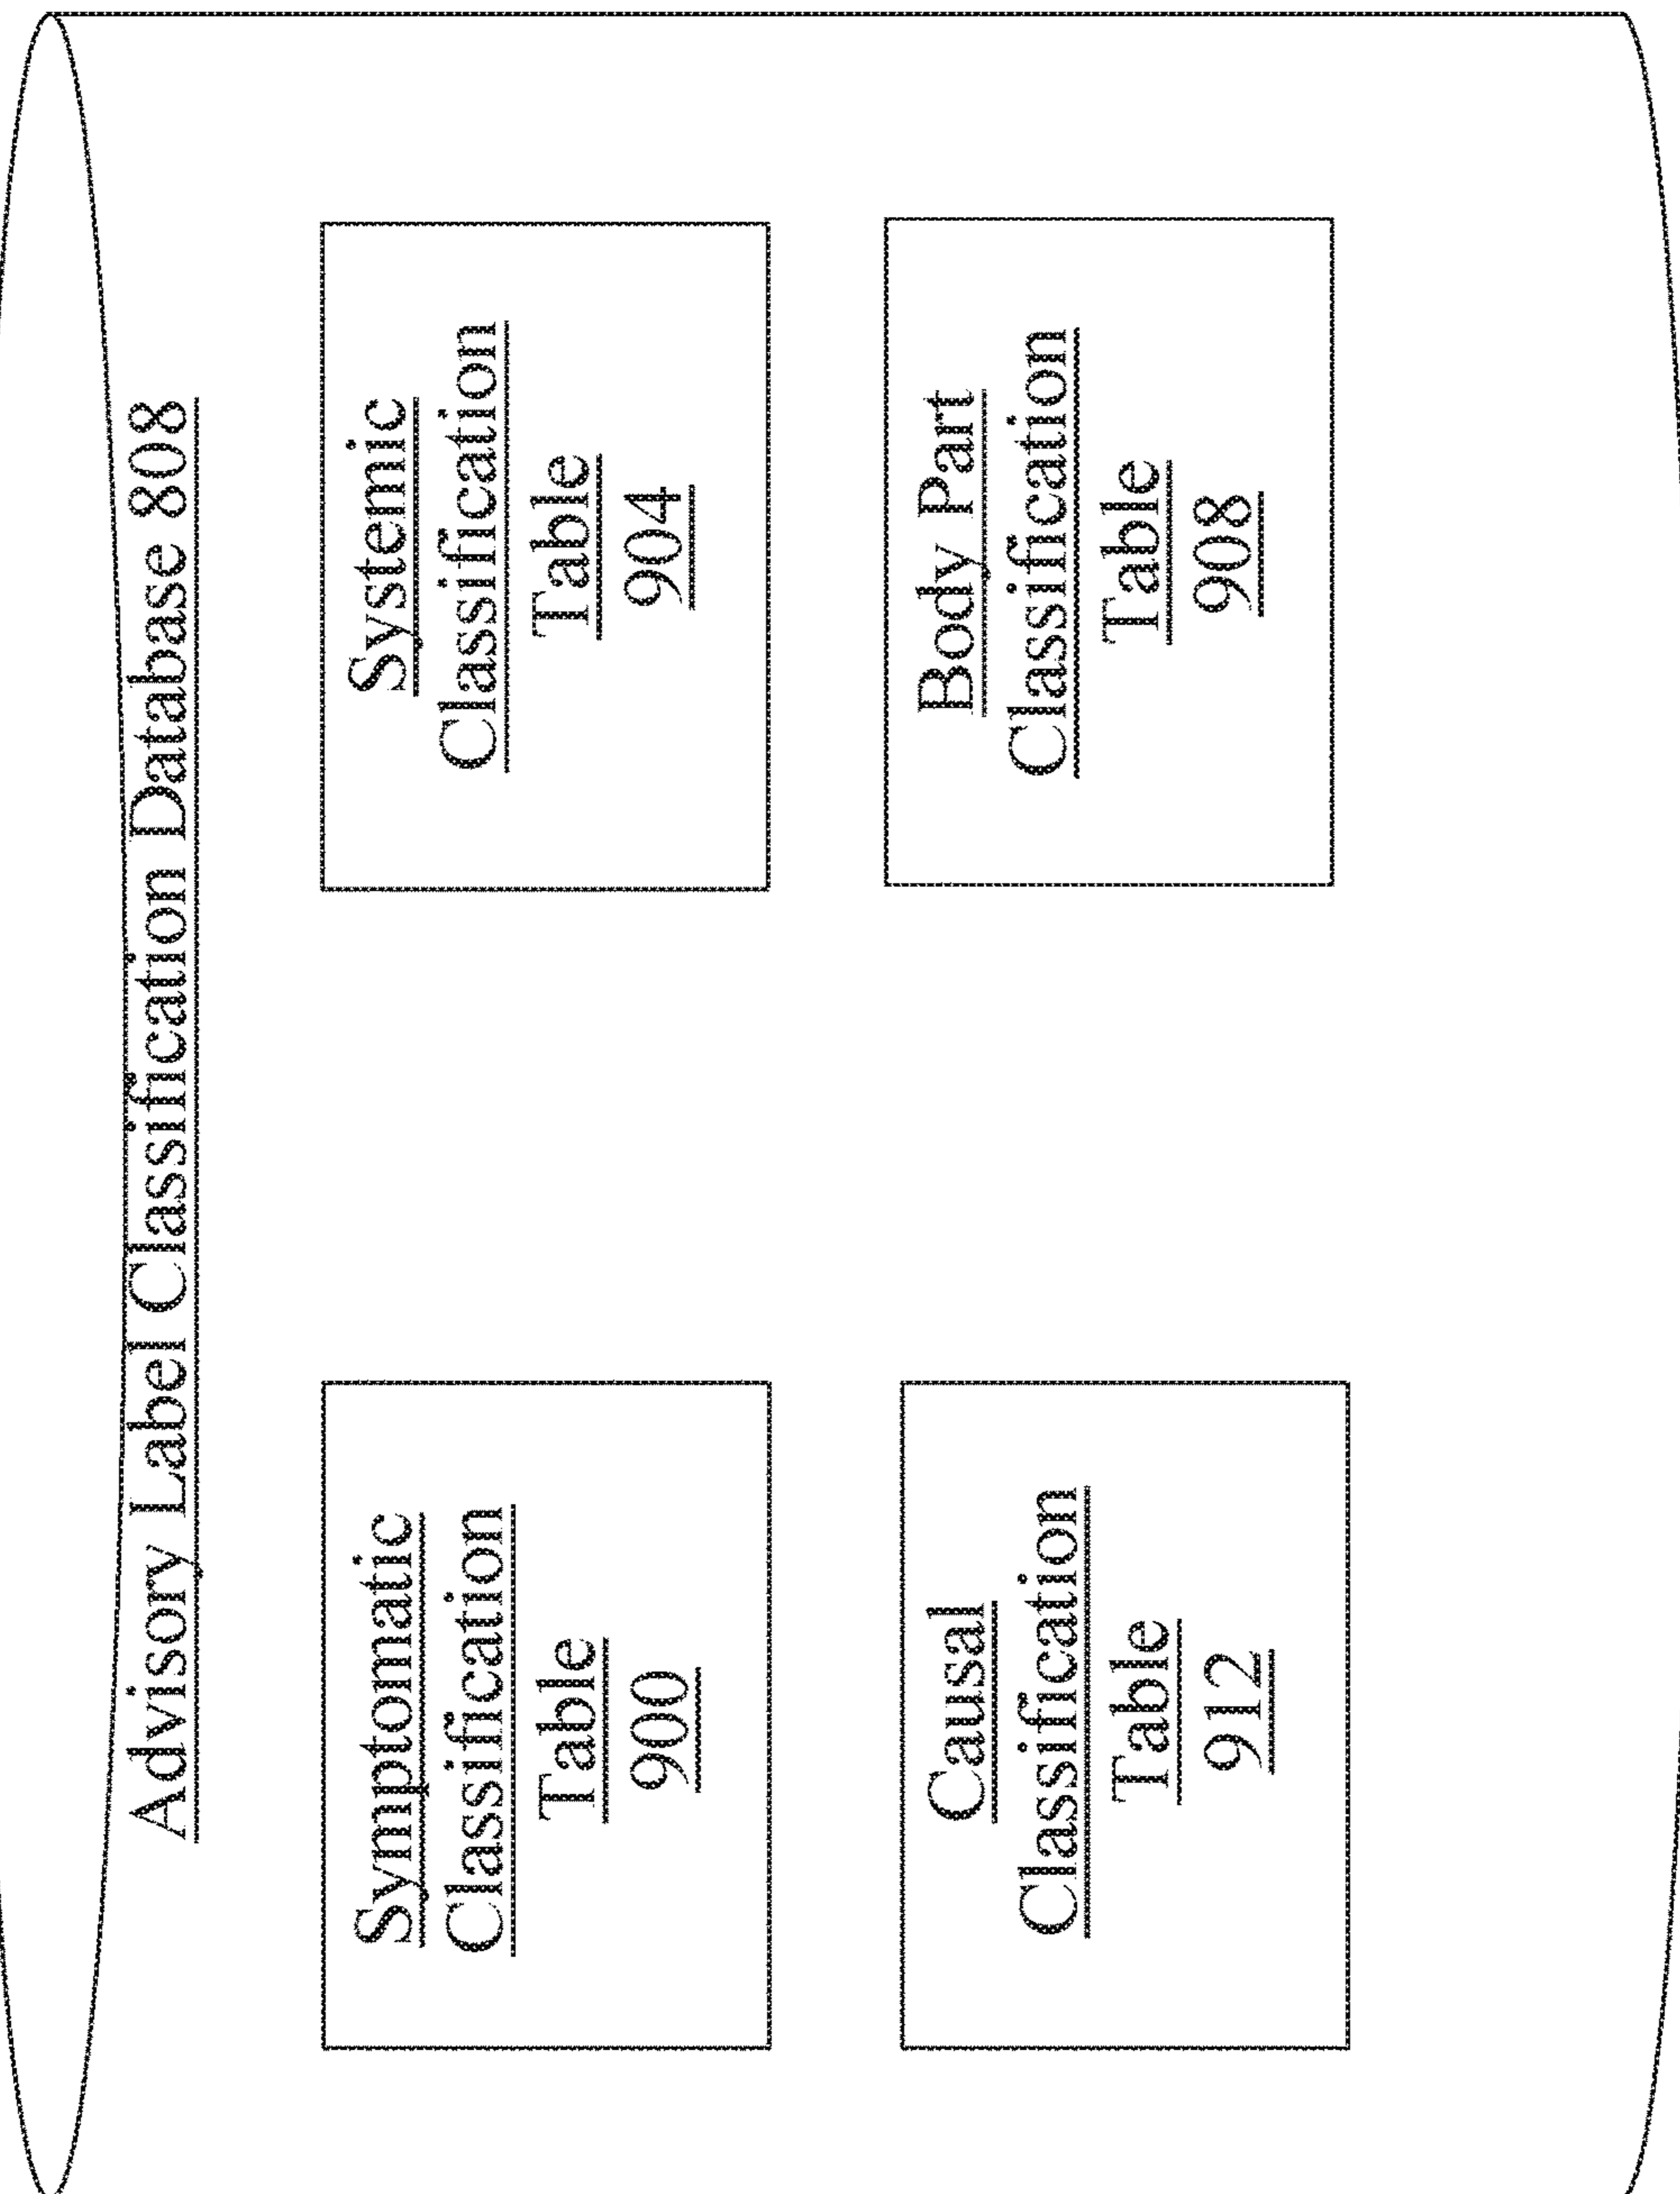 Advisory Label Classification Database 808
Symptomatic
Classification
Table
900
Systemic
Classification
Table
904
Causal
Classification
Table
912
Body Part
Classification
Table
908